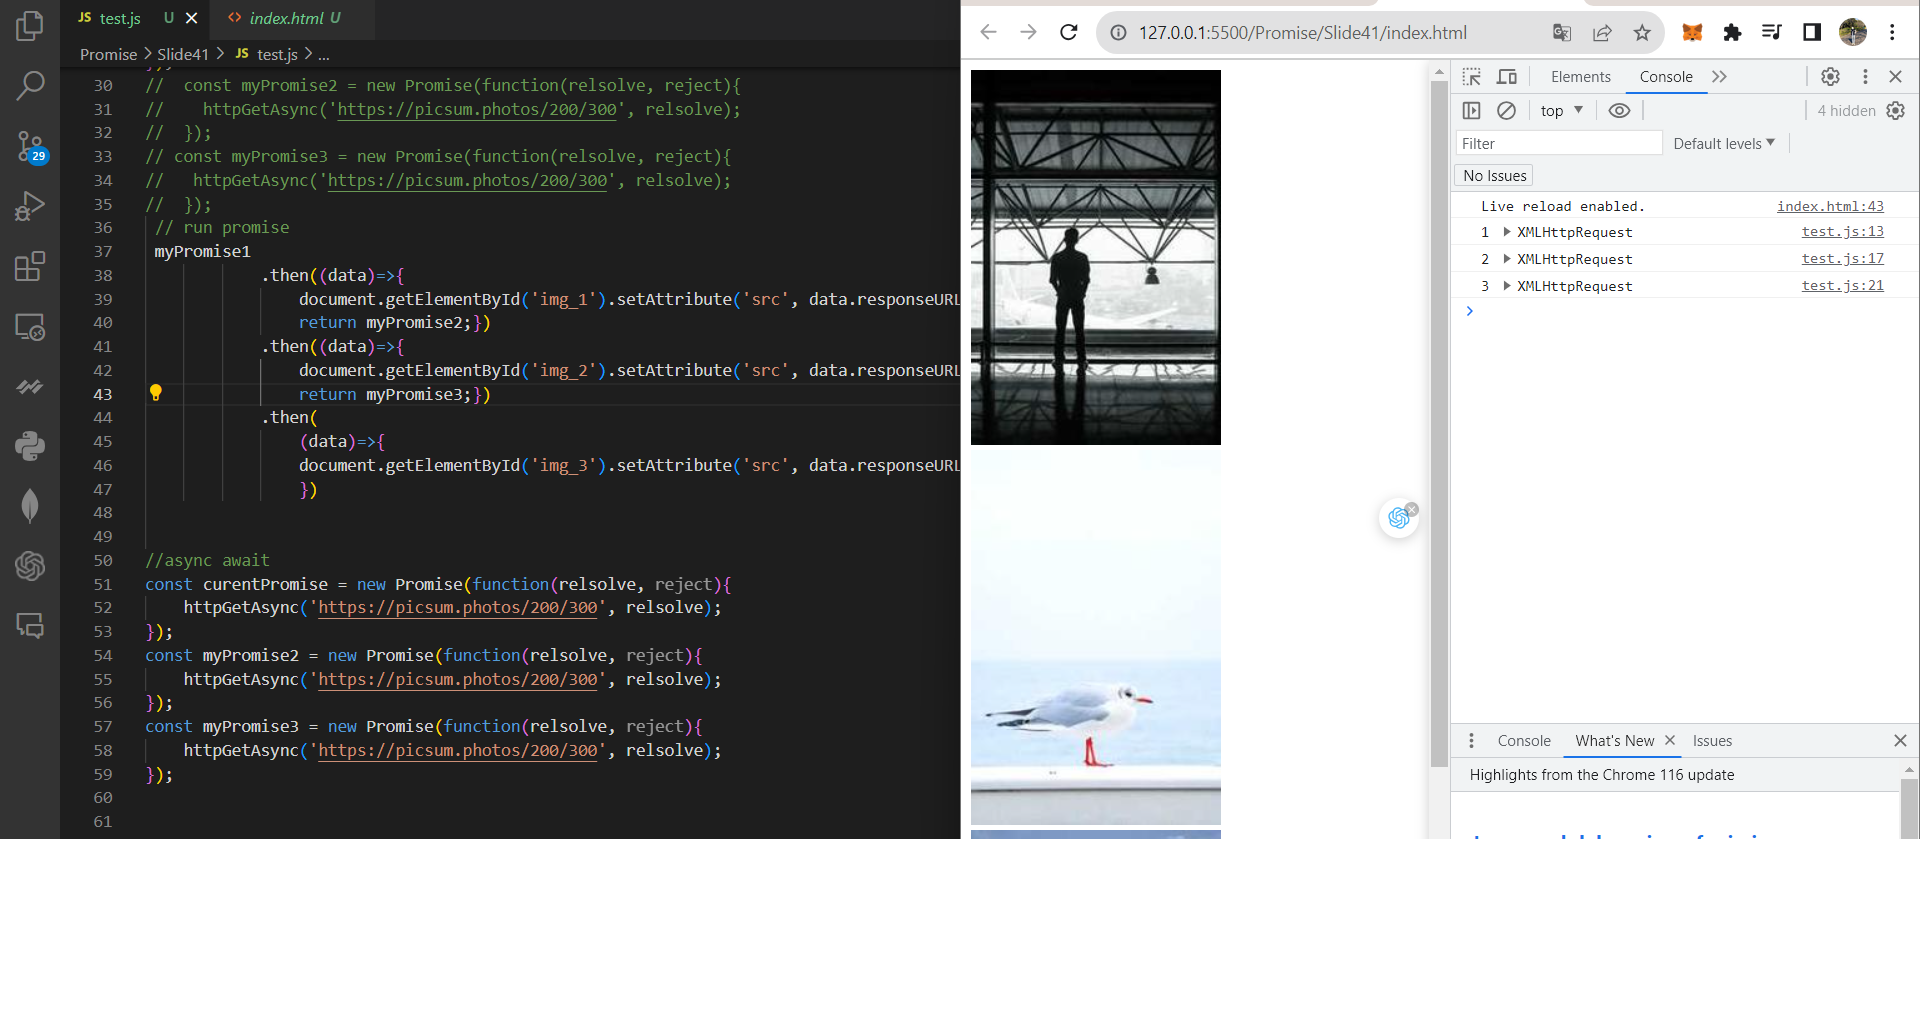 JS test.js U
<> index.html U
Promise > Slide41 > JS test.js > ...
29
30 //  const myPromise2 = new Promise(function(relsolve, reject){
31 //    httpGetAsync('https://picsum.photos/200/300', relsolve);
32 //  });
33 // const myPromise3 = new Promise(function(relsolve, reject){
34 //   httpGetAsync('https://picsum.photos/200/300', relsolve);
35 //  });
36 // run promise
37 myPromise1
38 .then((data)=>{
39 document.getElementById('img_1').setAttribute('src', data.responseURL
40 return myPromise2;})
41 .then((data)=>{
42 document.getElementById('img_2').setAttribute('src', data.responseURL
43 return myPromise3;})
44 .then(
45 (data)=>{
46 document.getElementById('img_3').setAttribute('src', data.responseURL
47 })
48
49
50 //async await
51 const curentPromise = new Promise(function(relsolve, reject){
52 httpGetAsync('https://picsum.photos/200/300', relsolve);
53 });
54 const myPromise2 = new Promise(function(relsolve, reject){
55 httpGetAsync('https://picsum.photos/200/300', relsolve);
56 });
57 const myPromise3 = new Promise(function(relsolve, reject){
58 httpGetAsync('https://picsum.photos/200/300', relsolve);
59 });
60
61
127.0.0.1:5500/Promise/Slide41/index.html
Elements Console
top 4 hidden
Filter Default levels
No Issues
Live reload enabled. index.html:43
1 XMLHttpRequest test.js:13
2 XMLHttpRequest test.js:17
3 XMLHttpRequest test.js:21
Console What's New Issues
Highlights from the Chrome 116 update